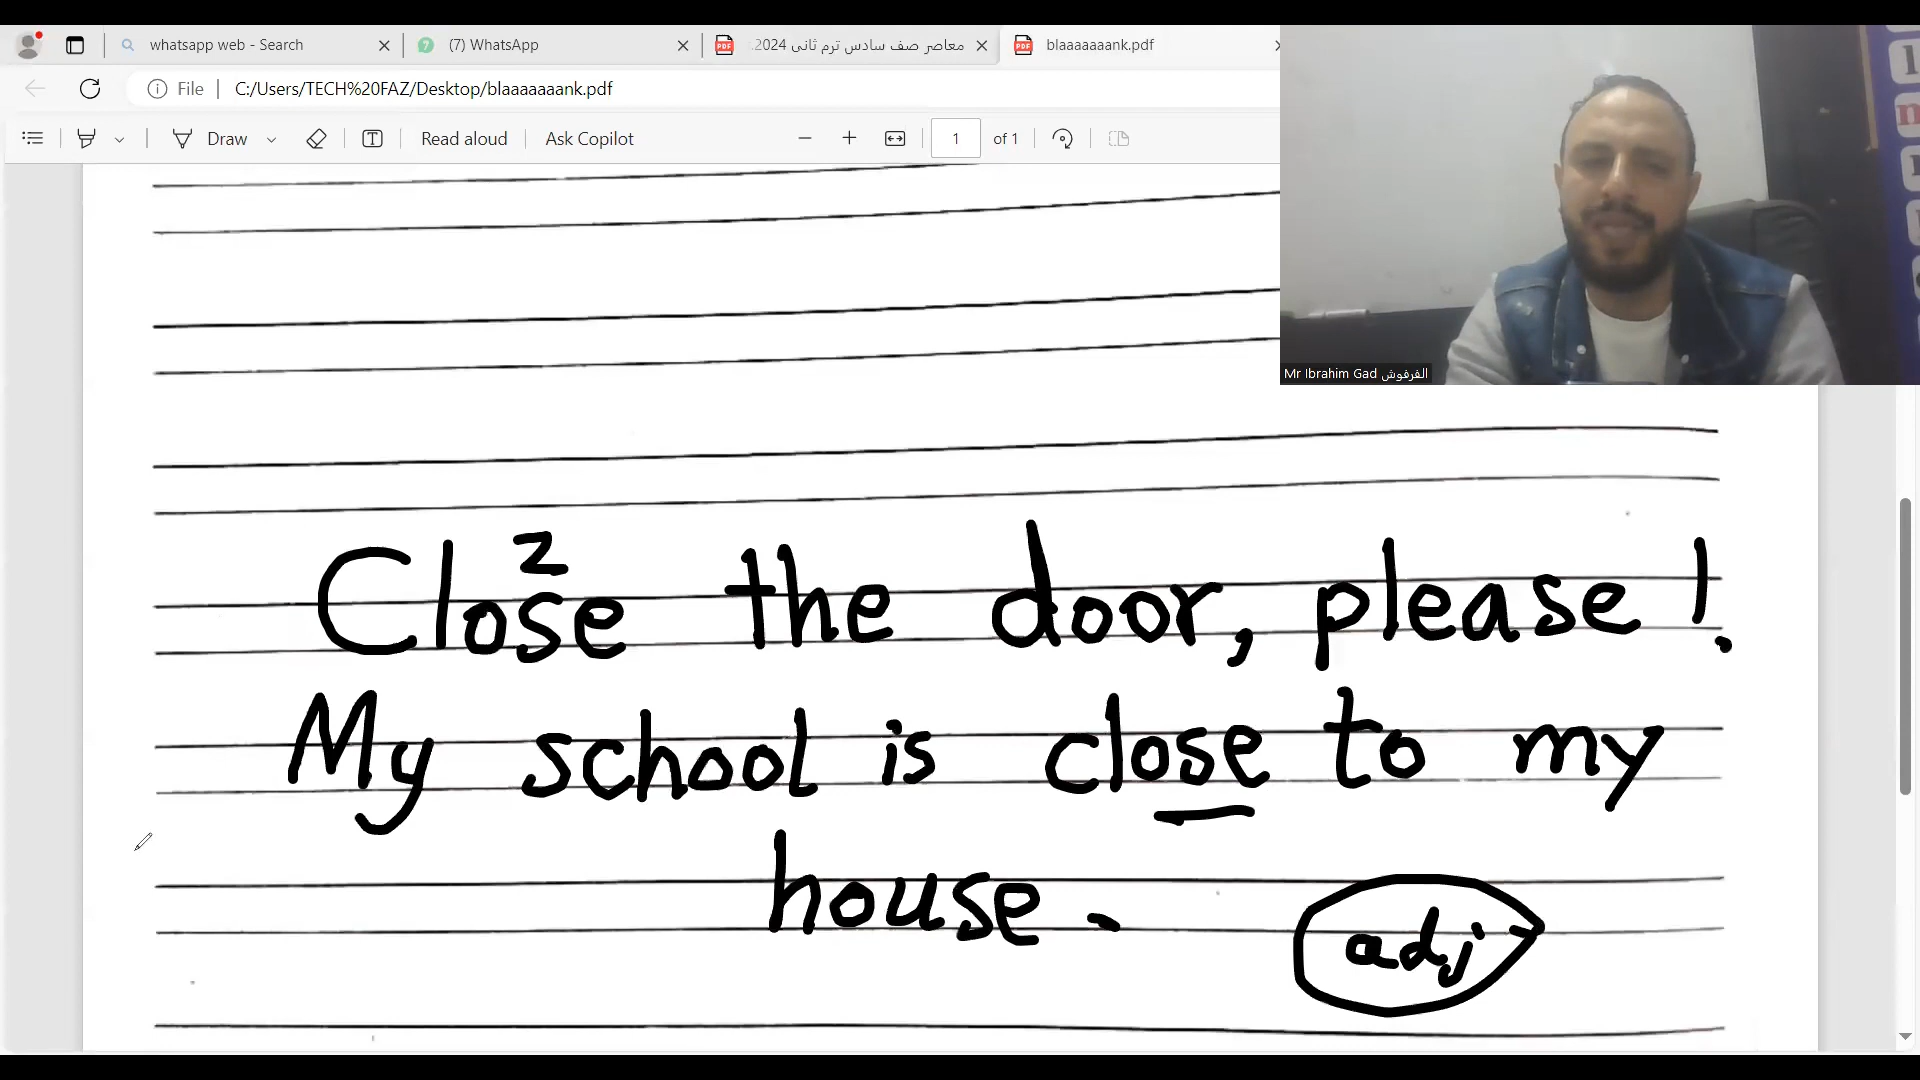 whatsapp web - Search
(7) WhatsApp
معاصر صف سادس ترم ثانى 2024
blaaaaaaank.pdf
File
C:/Users/TECH%20FAZ/Desktop/blaaaaaaank.pdf
Draw
Read aloud
Ask Copilot
1
of 1
Mr Ibrahim Gad الفرفوش
z
Close the door, please!
My school is close to my
house.
adj